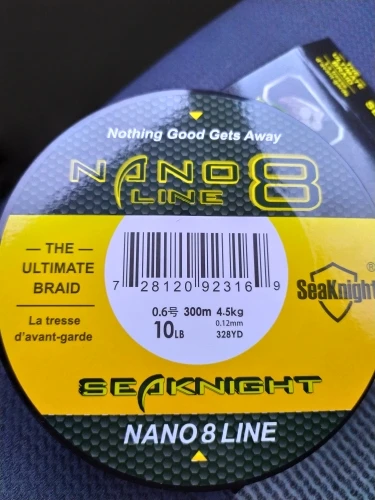 Nothing Good Gets Away
NANO 8
LINE
— THE —
ULTIMATE
BRAID
La tresse
d'avant-garde
7 28120 92316 9
0.6号 300m 4.5kg
0.12mm
10LB 328YD
SeaKnight®
SEAKNIGHT
NANO 8 LINE